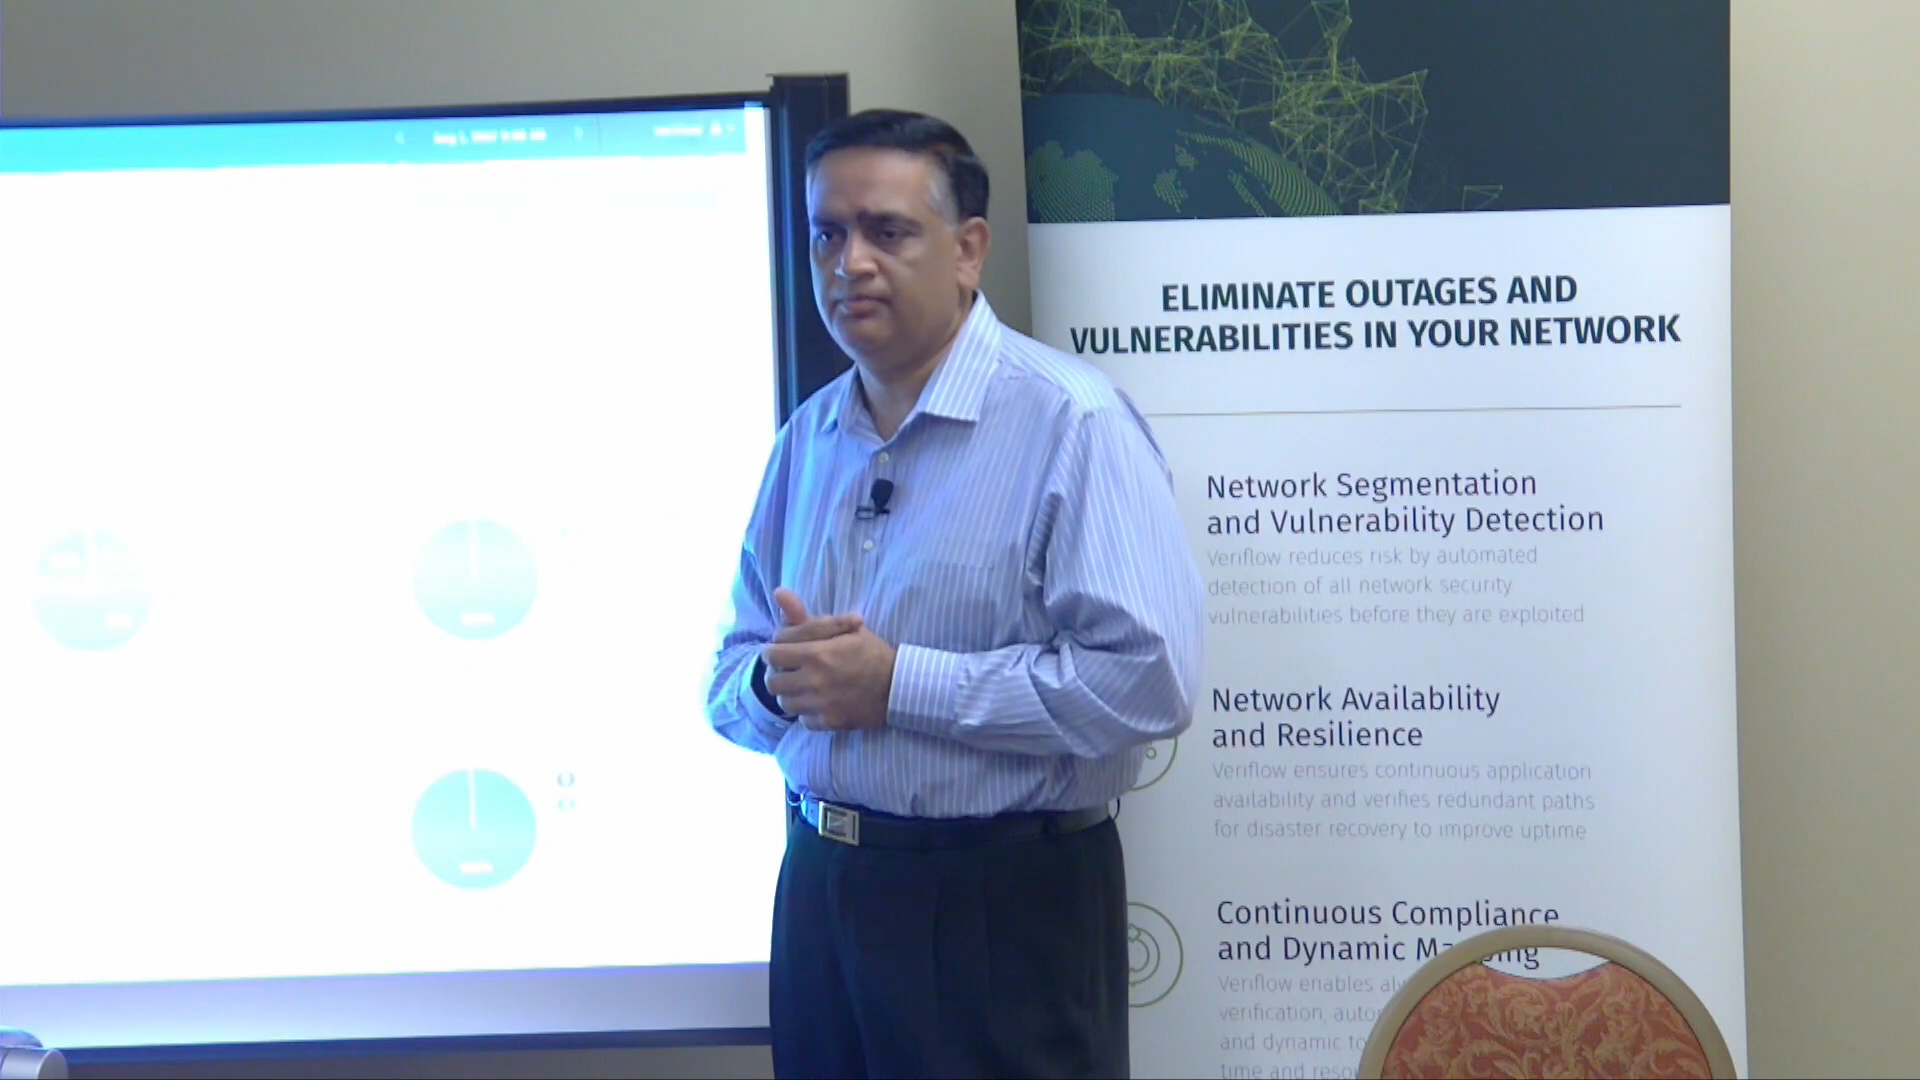 ELIMINATE OUTAGES AND
VULNERABILITIES IN YOUR NETWORK
Network Segmentation
and Vulnerability Detection
Veriflow reduces risk by automated
detection of all network security
vulnerabilities before they are exploited
Network Availability
and Resilience
Veriflow ensures continuous application
availability and verifies redundant paths
for disaster recovery to improve uptime
Continuous Compliance
and Dynamic
Veriflow enables
verification,
and dynamic
time and